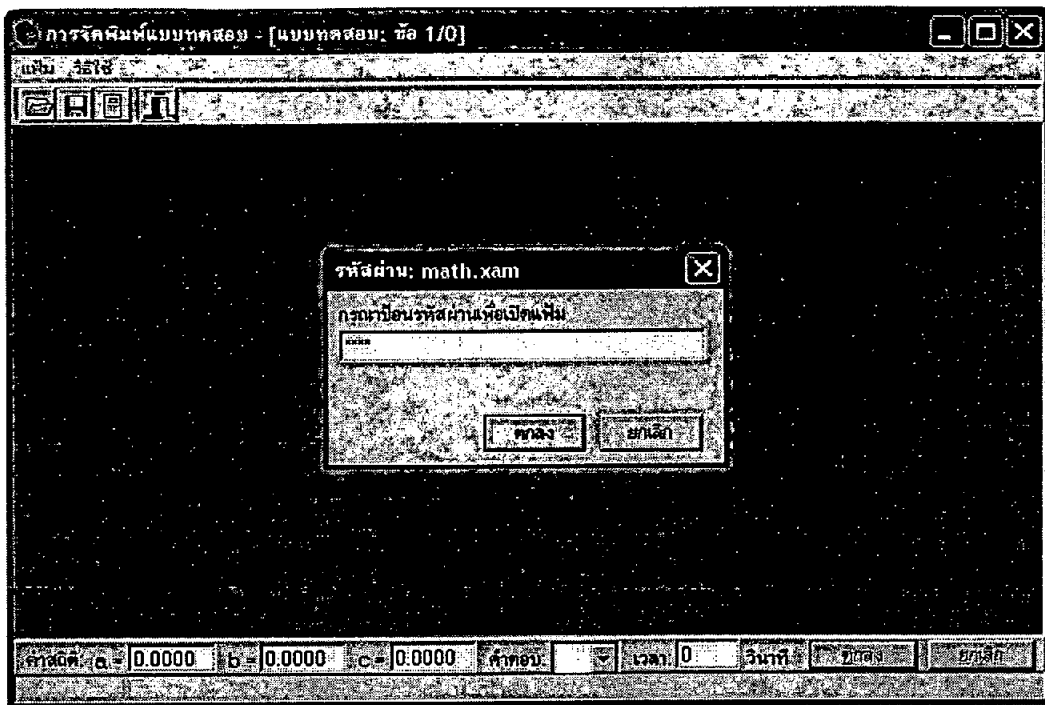 การจัดพิมพ์แบบทดสอบ - [แบบทดสอบ: ข้อ 1/0]
แฟ้ม วิธีใช้
รหัสผ่าน: math.xam
กรุณาป้อนรหัสผ่านเพื่อเปิดแฟ้ม
****
ตกลง ยกเลิก
ค่าสถิติ: a = 0.0000 b = 0.0000 c = 0.0000 คำตอบ: เวลา: 0 วินาที ตกลง ยกเลิก